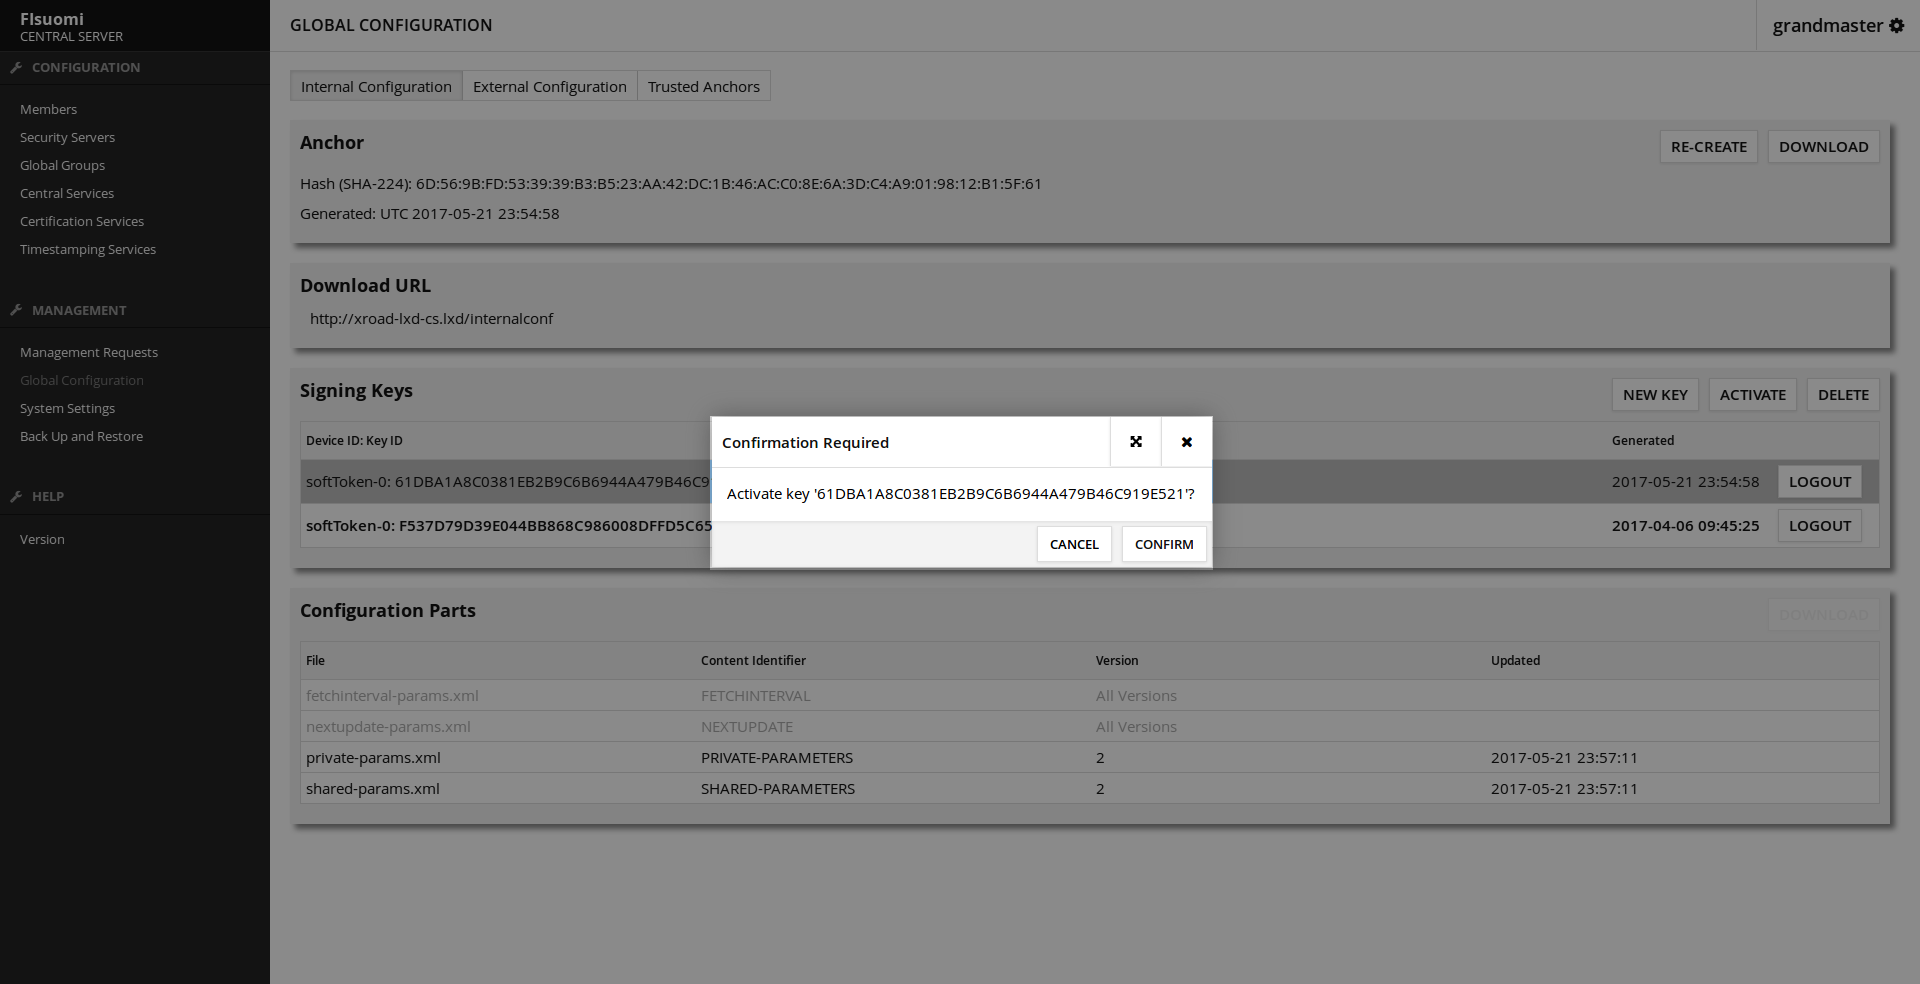 FIsuomi
CENTRAL SERVER
CONFIGURATION
Members
Security Servers
Global Groups
Central Services
Certification Services
Timestamping Services
MANAGEMENT
Management Requests
Global Configuration
System Settings
Back Up and Restore
HELP
Version
GLOBAL CONFIGURATION
grandmaster
Internal Configuration External Configuration Trusted Anchors
Anchor RE-CREATE DOWNLOAD
Hash (SHA-224): 6D:56:9B:FD:53:39:39:B3:B5:23:AA:42:DC:1B:46:AC:C0:8E:6A:3D:C4:A9:01:98:12:B1:5F:61
Generated: UTC 2017-05-21 23:54:58
Download URL
http://xroad-lxd-cs.lxd/internalconf
Signing Keys NEW KEY ACTIVATE DELETE
Device ID: Key ID Generated
softToken-0: 61DBA1A8C0381EB2B9C6B6944A479B46C9 2017-05-21 23:54:58 LOGOUT
softToken-0: F537D79D39E044BB868C986008DFFD5C65 2017-04-06 09:45:25 LOGOUT
Confirmation Required
Activate key '61DBA1A8C0381EB2B9C6B6944A479B46C919E521'?
CANCEL CONFIRM
Configuration Parts DOWNLOAD
File Content Identifier Version Updated
fetchinterval-params.xml FETCHINTERVAL All Versions
nextupdate-params.xml NEXTUPDATE All Versions
private-params.xml PRIVATE-PARAMETERS 2 2017-05-21 23:57:11
shared-params.xml SHARED-PARAMETERS 2 2017-05-21 23:57:11